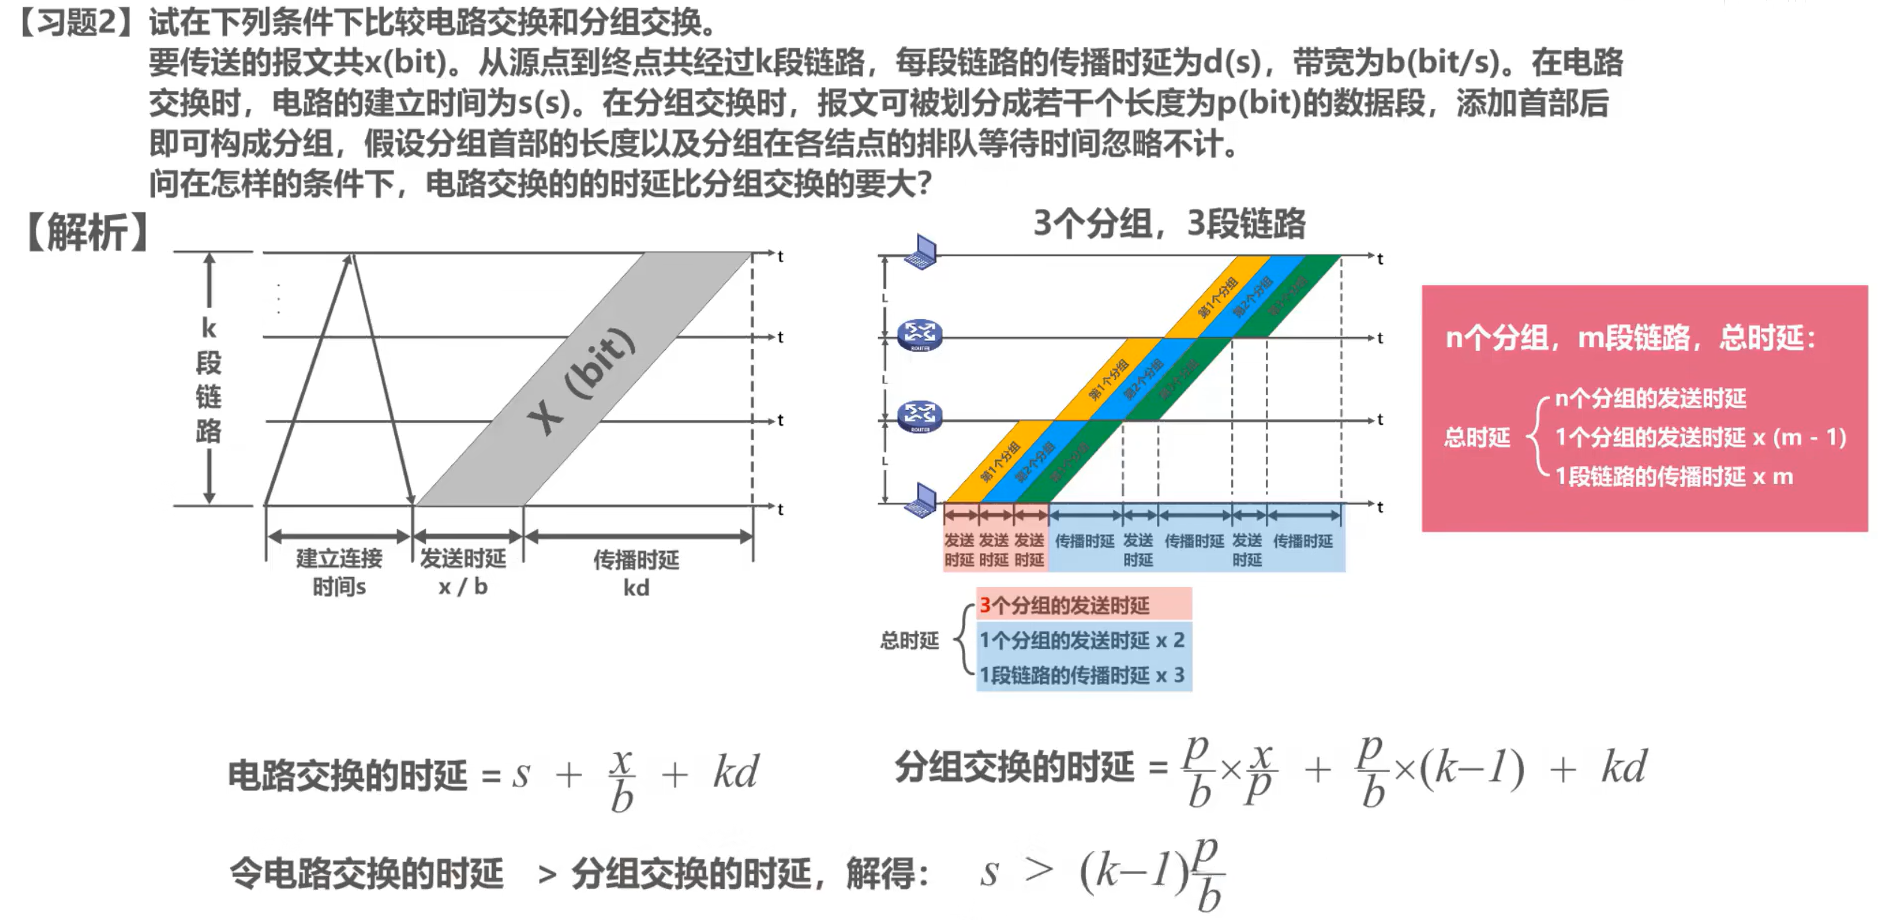 【习题2】试在下列条件下比较电路交换和分组交换。
要传送的报文共x(bit)。从源点到终点共经过k段链路，每段链路的传播时延为d(s)，带宽为b(bit/s)。在电路
交换时，电路的建立时间为s(s)。在分组交换时，报文可被划分成若干个长度为p(bit)的数据段，添加首部后
即可构成分组，假设分组首部的长度以及分组在各结点的排队等待时间忽略不计。
问在怎样的条件下，电路交换的的时延比分组交换的要大？
【解析】
k
段
链
路
t
t
t
t
X (bit)
建立连接
时间s
发送时延
x / b
传播时延
kd
3个分组，3段链路
t
t
t
t
L
L
L
ROUTER
ROUTER
第1个分组
第2个分组
第1个分组
第2个分组
第1个分组
第2个分组
发送
时延
发送
时延
发送
时延
传播时延
发送
时延
传播时延
发送
时延
传播时延
总时延
3个分组的发送时延
1个分组的发送时延 x 2
1段链路的传播时延 x 3
n个分组，m段链路，总时延：
总时延
n个分组的发送时延
1个分组的发送时延 x (m - 1)
1段链路的传播时延 x m
电路交换的时延 = s + x/b + kd
分组交换的时延 = p/b × x/p + p/b ×(k−1) + kd
令电路交换的时延 > 分组交换的时延，解得： s > (k−1)p/b